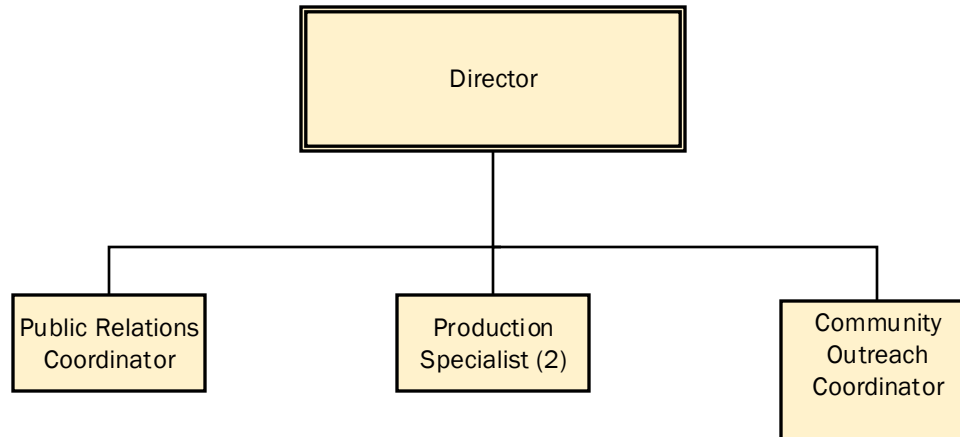 Director
Public Relations
Coordinator
Production
Specialist (2)
Community
Outreach
Coordinator